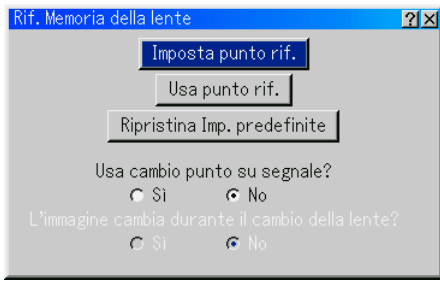 Rif. Memoria della lente ? X
Imposta punto rif.
Usa punto rif.
Ripristina Imp. predefinite
Usa cambio punto su segnale?
Sì No
L'immagine cambia durante il cambio della lente?
Sì No